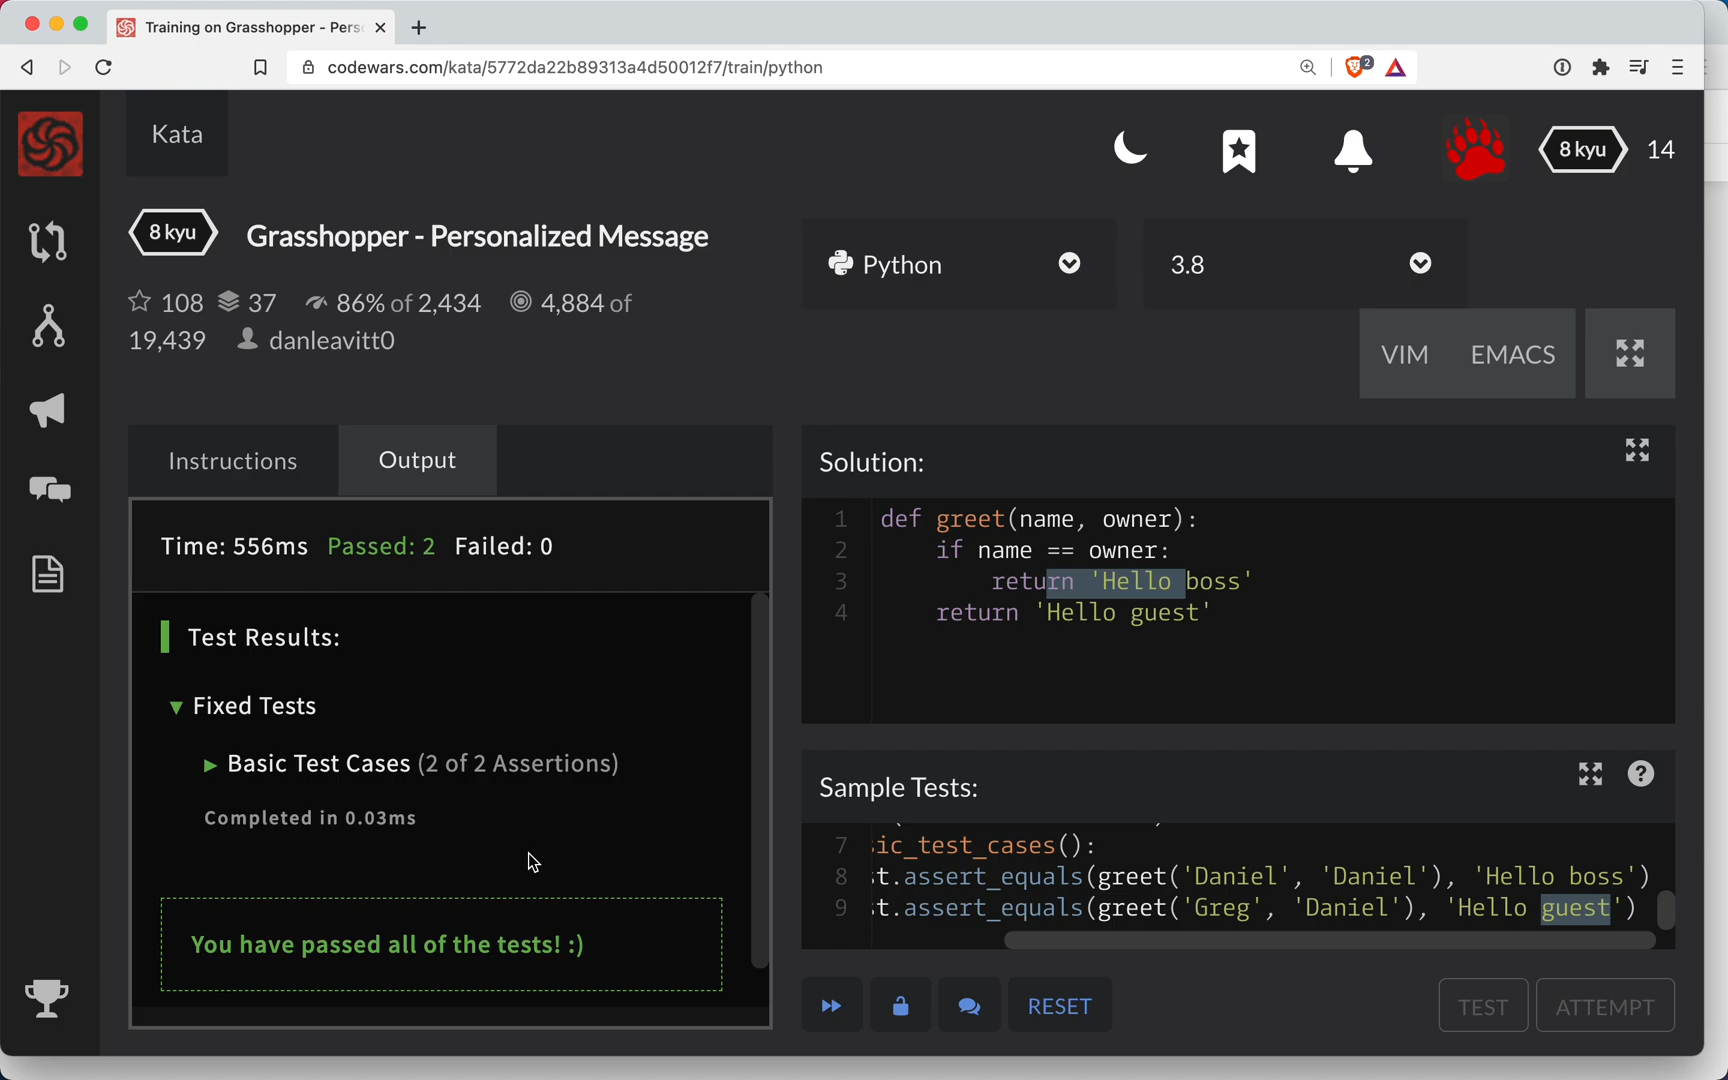 Training on Grasshopper - Pers
codewars.com/kata/5772da22b89313a4d50012f7/train/python
2
Kata
8 kyu
14
8 kyu
Grasshopper - Personalized Message
108 37 86% of 2,434 4,884 of
19,439 danleavitt0
Python
3.8
VIM
EMACS
Instructions
Output
Time: 556ms Passed: 2 Failed: 0
Test Results:
Fixed Tests
Basic Test Cases (2 of 2 Assertions)
Completed in 0.03ms
You have passed all of the tests! :)
Solution:
1 def greet(name, owner):
2 if name == owner:
3 return 'Hello boss'
4 return 'Hello guest'
Sample Tests:
7 ic_test_cases():
8 t.assert_equals(greet('Daniel', 'Daniel'), 'Hello boss')
9 t.assert_equals(greet('Greg', 'Daniel'), 'Hello guest')
RESET
TEST
ATTEMPT